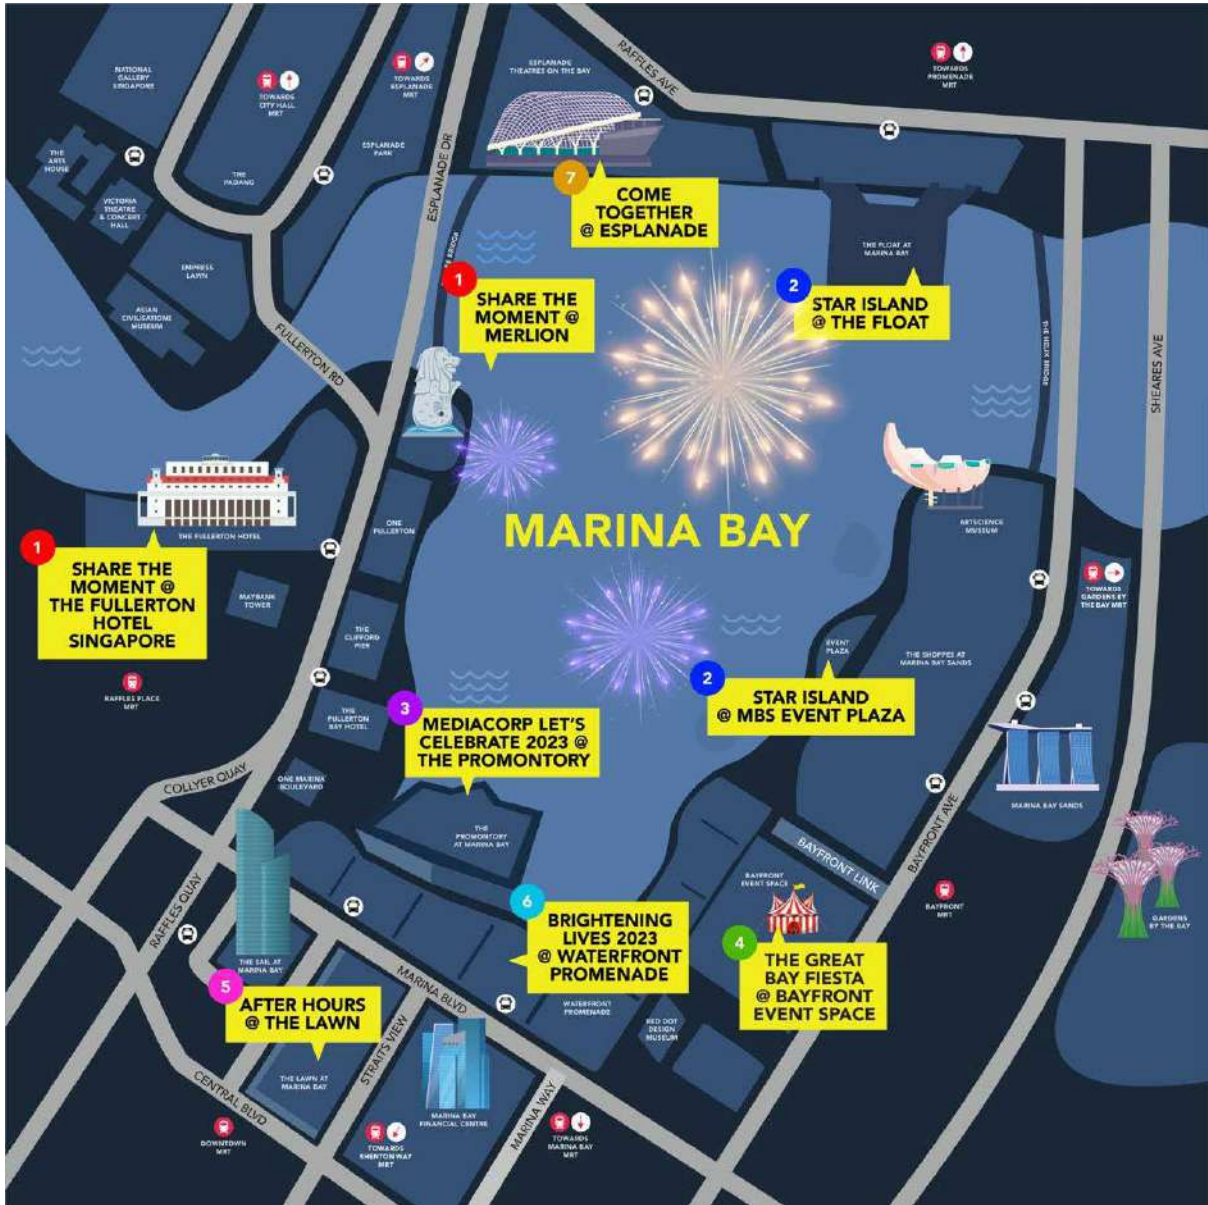 NATIONAL
GALLERY
SINGAPORE
TOWARDS
CITY HALL
MRT
TOWARDS
ESPLANADE
MRT
ESPLANADE
THEATRES ON THE BAY
RAFFLES AVE
TOWARDS
PROMENADE
MRT
THE
ARTS
HOUSE
THE
PADANG
ESPLANADE
PARK
ESPLANADE DR
VICTORIA
THEATRE
& CONCERT
HALL
7
COME
TOGETHER
@ ESPLANADE
EMPRESS
LAWN
BRIDGE
THE FLOAT AT
MARINA BAY
1
SHARE THE
MOMENT @
MERLION
2
STAR ISLAND
@ THE FLOAT
ASIAN
CIVILISATIONS
MUSEUM
FULLERTON RD
THE HELIX BRIDGE
SHEARES AVE
MARINA BAY
ONE
FULLERTON
ARTSCIENCE
MUSEUM
THE FULLERTON HOTEL
1
SHARE THE
MOMENT @
THE FULLERTON
HOTEL
SINGAPORE
MAYBANK
TOWER
TOWARDS
GARDENS BY
THE BAY MRT
THE
CLIFFORD
PIER
EVENT
PLAZA
THE SHOPPES AT
MARINA BAY SANDS
RAFFLES PLACE
MRT
2
STAR ISLAND
@ MBS EVENT PLAZA
THE
FULLERTON
BAY HOTEL
3
MEDIACORP LET'S
CELEBRATE 2023 @
THE PROMONTORY
COLLYER QUAY
ONE MARINA
BOULEVARD
MARINA BAY SANDS
THE
PROMONTORY
AT MARINA BAY
BAYFRONT AVE
BAYFRONT LINK
BAYFRONT
EVENT SPACE
BAYFRONT
MRT
GARDENS
BY THE BAY
RAFFLES QUAY
6
BRIGHTENING
LIVES 2023
@ WATERFRONT
PROMENADE
4
THE GREAT
BAY FIESTA
@ BAYFRONT
EVENT SPACE
THE SAIL AT
MARINA BAY
5
AFTER HOURS
@ THE LAWN
MARINA BLVD
WATERFRONT
PROMENADE
RED DOT
DESIGN
MUSEUM
STRAITS VIEW
THE LAWN AT
MARINA BAY
CENTRAL BLVD
MARINA BAY
FINANCIAL CENTRE
MARINA WAY
DOWNTOWN
MRT
TOWARDS
SHENTON WAY
MRT
TOWARDS
MARINA BAY
MRT